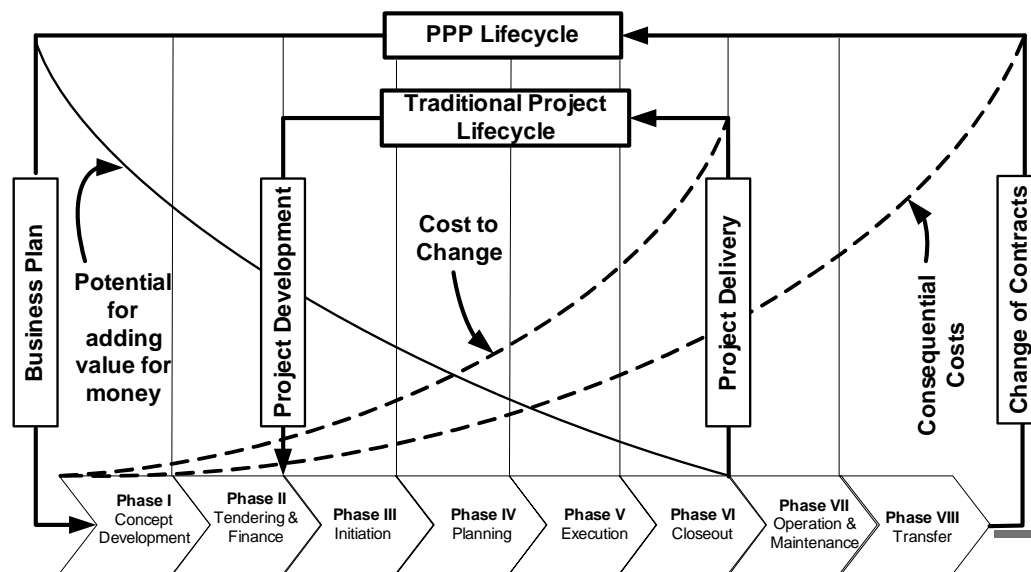 PPP Lifecycle
Traditional Project
Lifecycle
Business Plan
Potential
for
adding
value for
money
Project Development
Cost to
Change
Project Delivery
Consequential
Costs
Change of Contracts
Phase I
Concept
Development
Phase II
Tendering &
Finance
Phase III
Initiation
Phase IV
Planning
Phase V
Execution
Phase VI
Closeout
Phase VII
Operation &
Maintenance
Phase VIII
Transfer